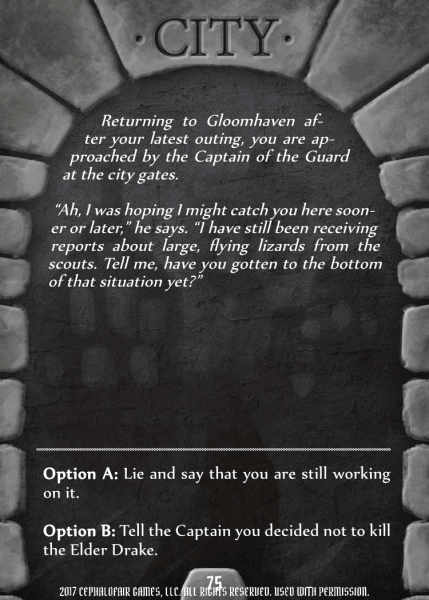 · CITY ·
Returning to Gloomhaven af-
ter your latest outing, you are ap-
proached by the Captain of the Guard
at the city gates.
“Ah, I was hoping I might catch you here soon-
er or later,” he says. “I have still been receiving
reports about large, flying lizards from the
scouts. Tell me, have you gotten to the bottom
of that situation yet?”
Option A: Lie and say that you are still working
on it.
Option B: Tell the Captain you decided not to kill
the Elder Drake.
75
2017 CEPHALOFAIR GAMES, LLC. ALL RIGHTS RESERVED. USED WITH PERMISSION.